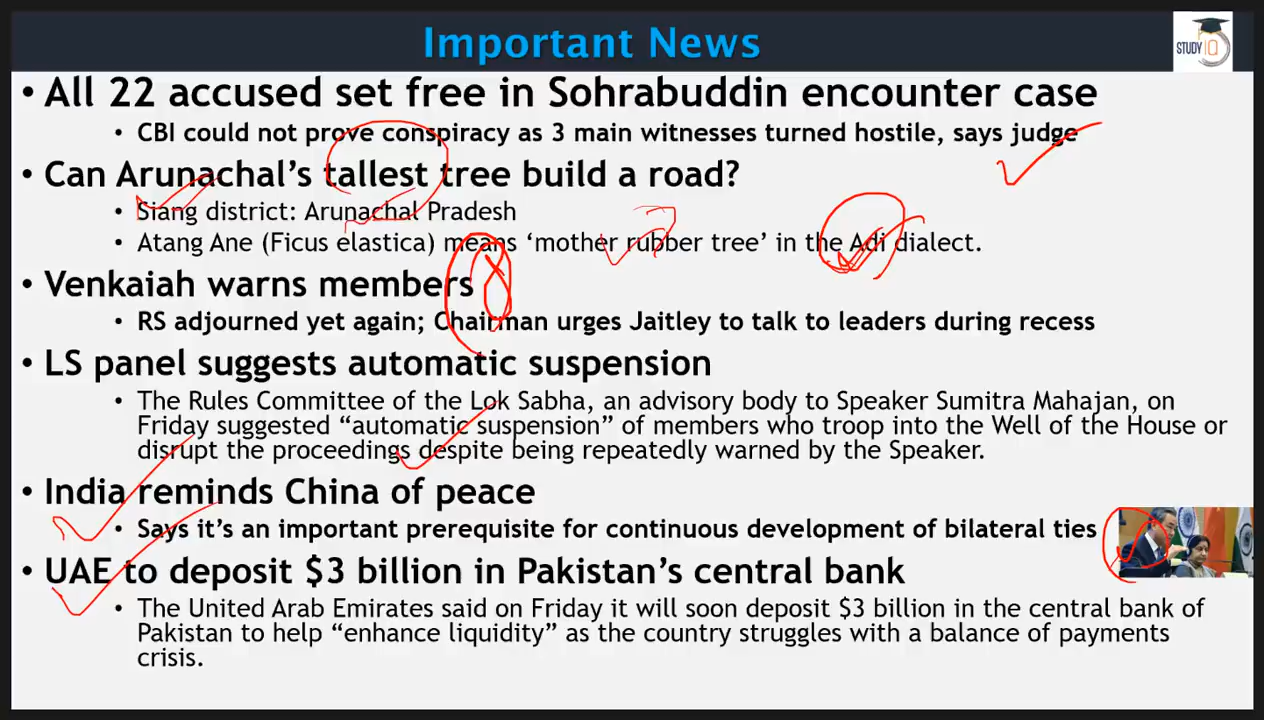 Important News
STUDY IQ
• All 22 accused set free in Sohrabuddin encounter case
• CBI could not prove conspiracy as 3 main witnesses turned hostile, says judge
• Can Arunachal's tallest tree build a road?
• Siang district: Arunachal Pradesh
• Atang Ane (Ficus elastica) means ‘mother rubber tree’ in the Adi dialect.
• Venkaiah warns members
• RS adjourned yet again; Chairman urges Jaitley to talk to leaders during recess
• LS panel suggests automatic suspension
• The Rules Committee of the Lok Sabha, an advisory body to Speaker Sumitra Mahajan, on
Friday suggested “automatic suspension” of members who troop into the Well of the House or
disrupt the proceedings despite being repeatedly warned by the Speaker.
• India reminds China of peace
• Says it's an important prerequisite for continuous development of bilateral ties
• UAE to deposit $3 billion in Pakistan's central bank
• The United Arab Emirates said on Friday it will soon deposit $3 billion in the central bank of
Pakistan to help “enhance liquidity” as the country struggles with a balance of payments
crisis.